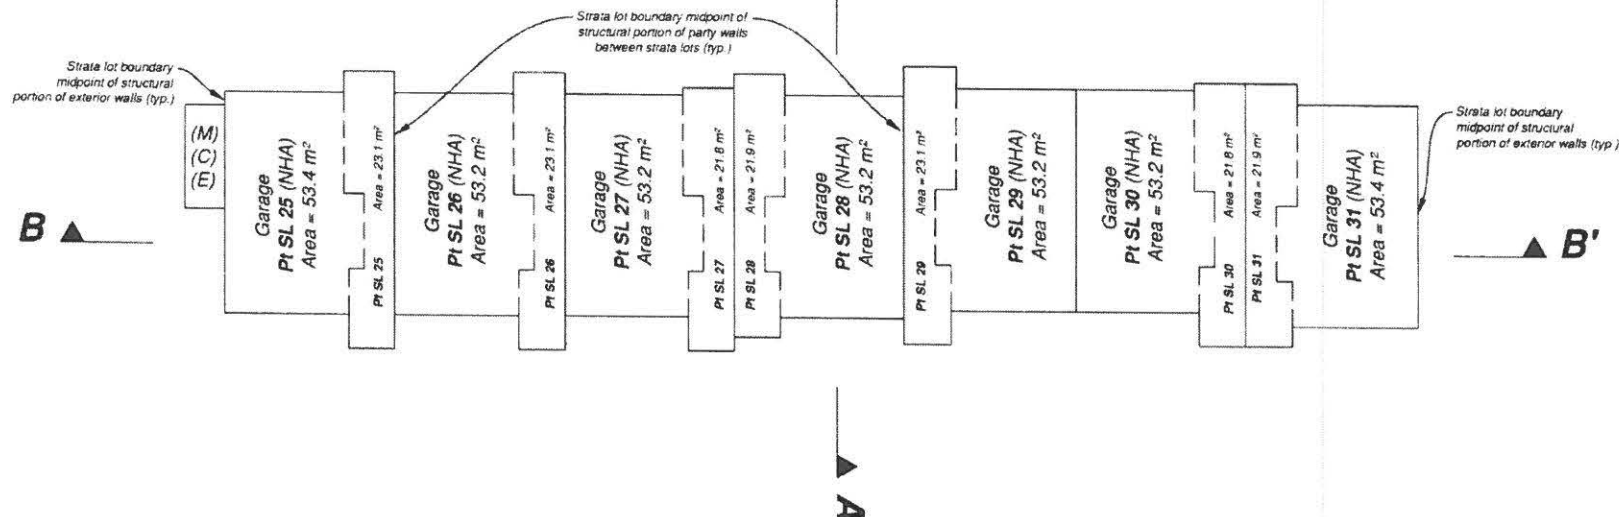 Strata lot boundary midpoint of
structural portion of party walls
between strata lots (typ.)
Strata lot boundary
midpoint of structural
portion of exterior walls (typ.)
(M)
(C)
(E)
Garage
Pt SL 25 (NHA)
Area = 53.4 m²
Pt SL 25
Area = 23.1 m²
Garage
Pt SL 26 (NHA)
Area = 53.2 m²
Pt SL 26
Area = 23.1 m²
Garage
Pt SL 27 (NHA)
Area = 53.2 m²
Pt SL 27
Area = 21.8 m²
Pt SL 28
Area = 21.9 m²
Garage
Pt SL 28 (NHA)
Area = 53.2 m²
Pt SL 29
Area = 23.1 m²
Garage
Pt SL 29 (NHA)
Area = 53.2 m²
Garage
Pt SL 30 (NHA)
Area = 53.2 m²
Pt SL 30
Area = 21.8 m²
Pt SL 31
Area = 21.9 m²
Garage
Pt SL 31 (NHA)
Area = 53.4 m²
Strata lot boundary
midpoint of structural
portion of exterior walls (typ)
B
B'
A